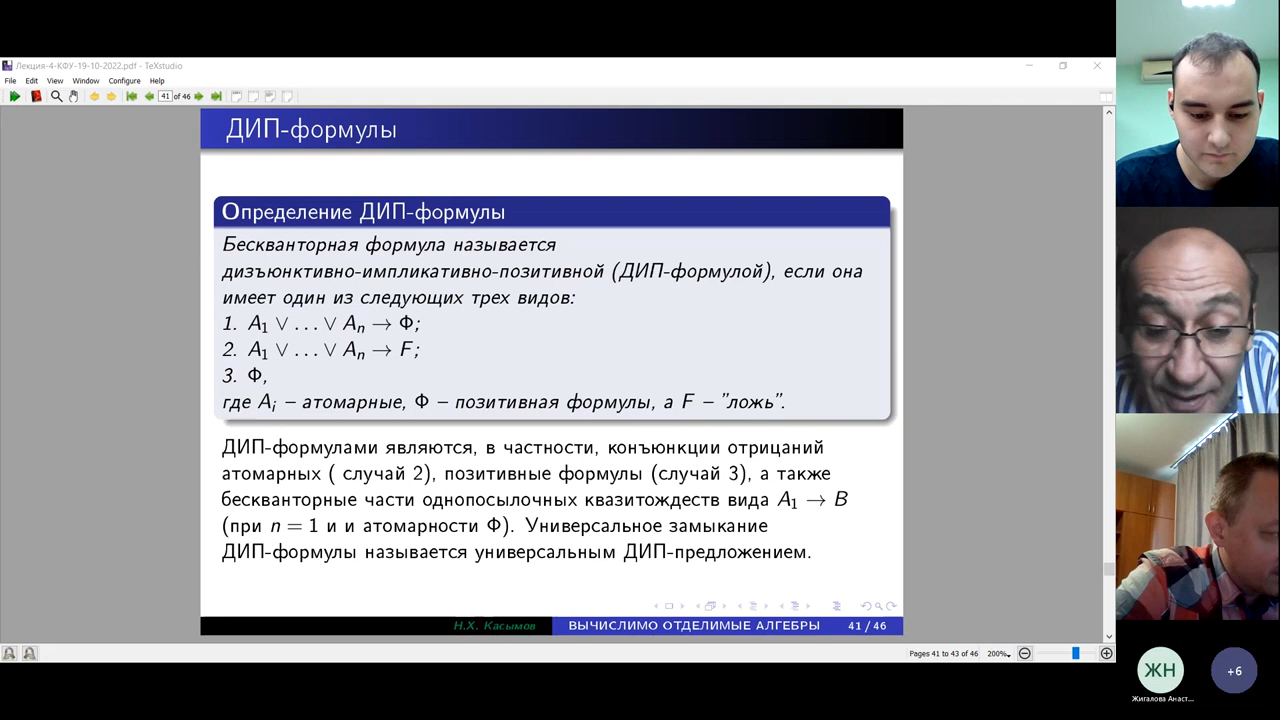 Лекция-4-КФУ-19-10-2022.pdf - TeXstudio
File Edit View Window Configure Help
41 of 46
ДИП-формулы
Определение ДИП-формулы
Бескванторная формула называется
дизъюнктивно-импликативно-позитивной (ДИП-формулой), если она
имеет один из следующих трех видов:
1. A₁ ∨ . . . ∨ Aₙ → Φ;
2. A₁ ∨ . . . ∨ Aₙ → F;
3. Φ,
где Aᵢ – атомарные, Φ – позитивная формулы, а F – "ложь".
ДИП-формулами являются, в частности, конъюнкции отрицаний
атомарных ( случай 2), позитивные формулы (случай 3), а также
бескванторные части однопосылочных квазитождеств вида A₁ → B
(при n = 1 и и атомарности Φ). Универсальное замыкание
ДИП-формулы называется универсальным ДИП-предложением.
Н.Х. Касымов ВЫЧИСЛИМО ОТДЕЛИМЫЕ АЛГЕБРЫ 41 / 46
Pages 41 to 43 of 46 200%
ЖН +6
Жигалова Анаст...